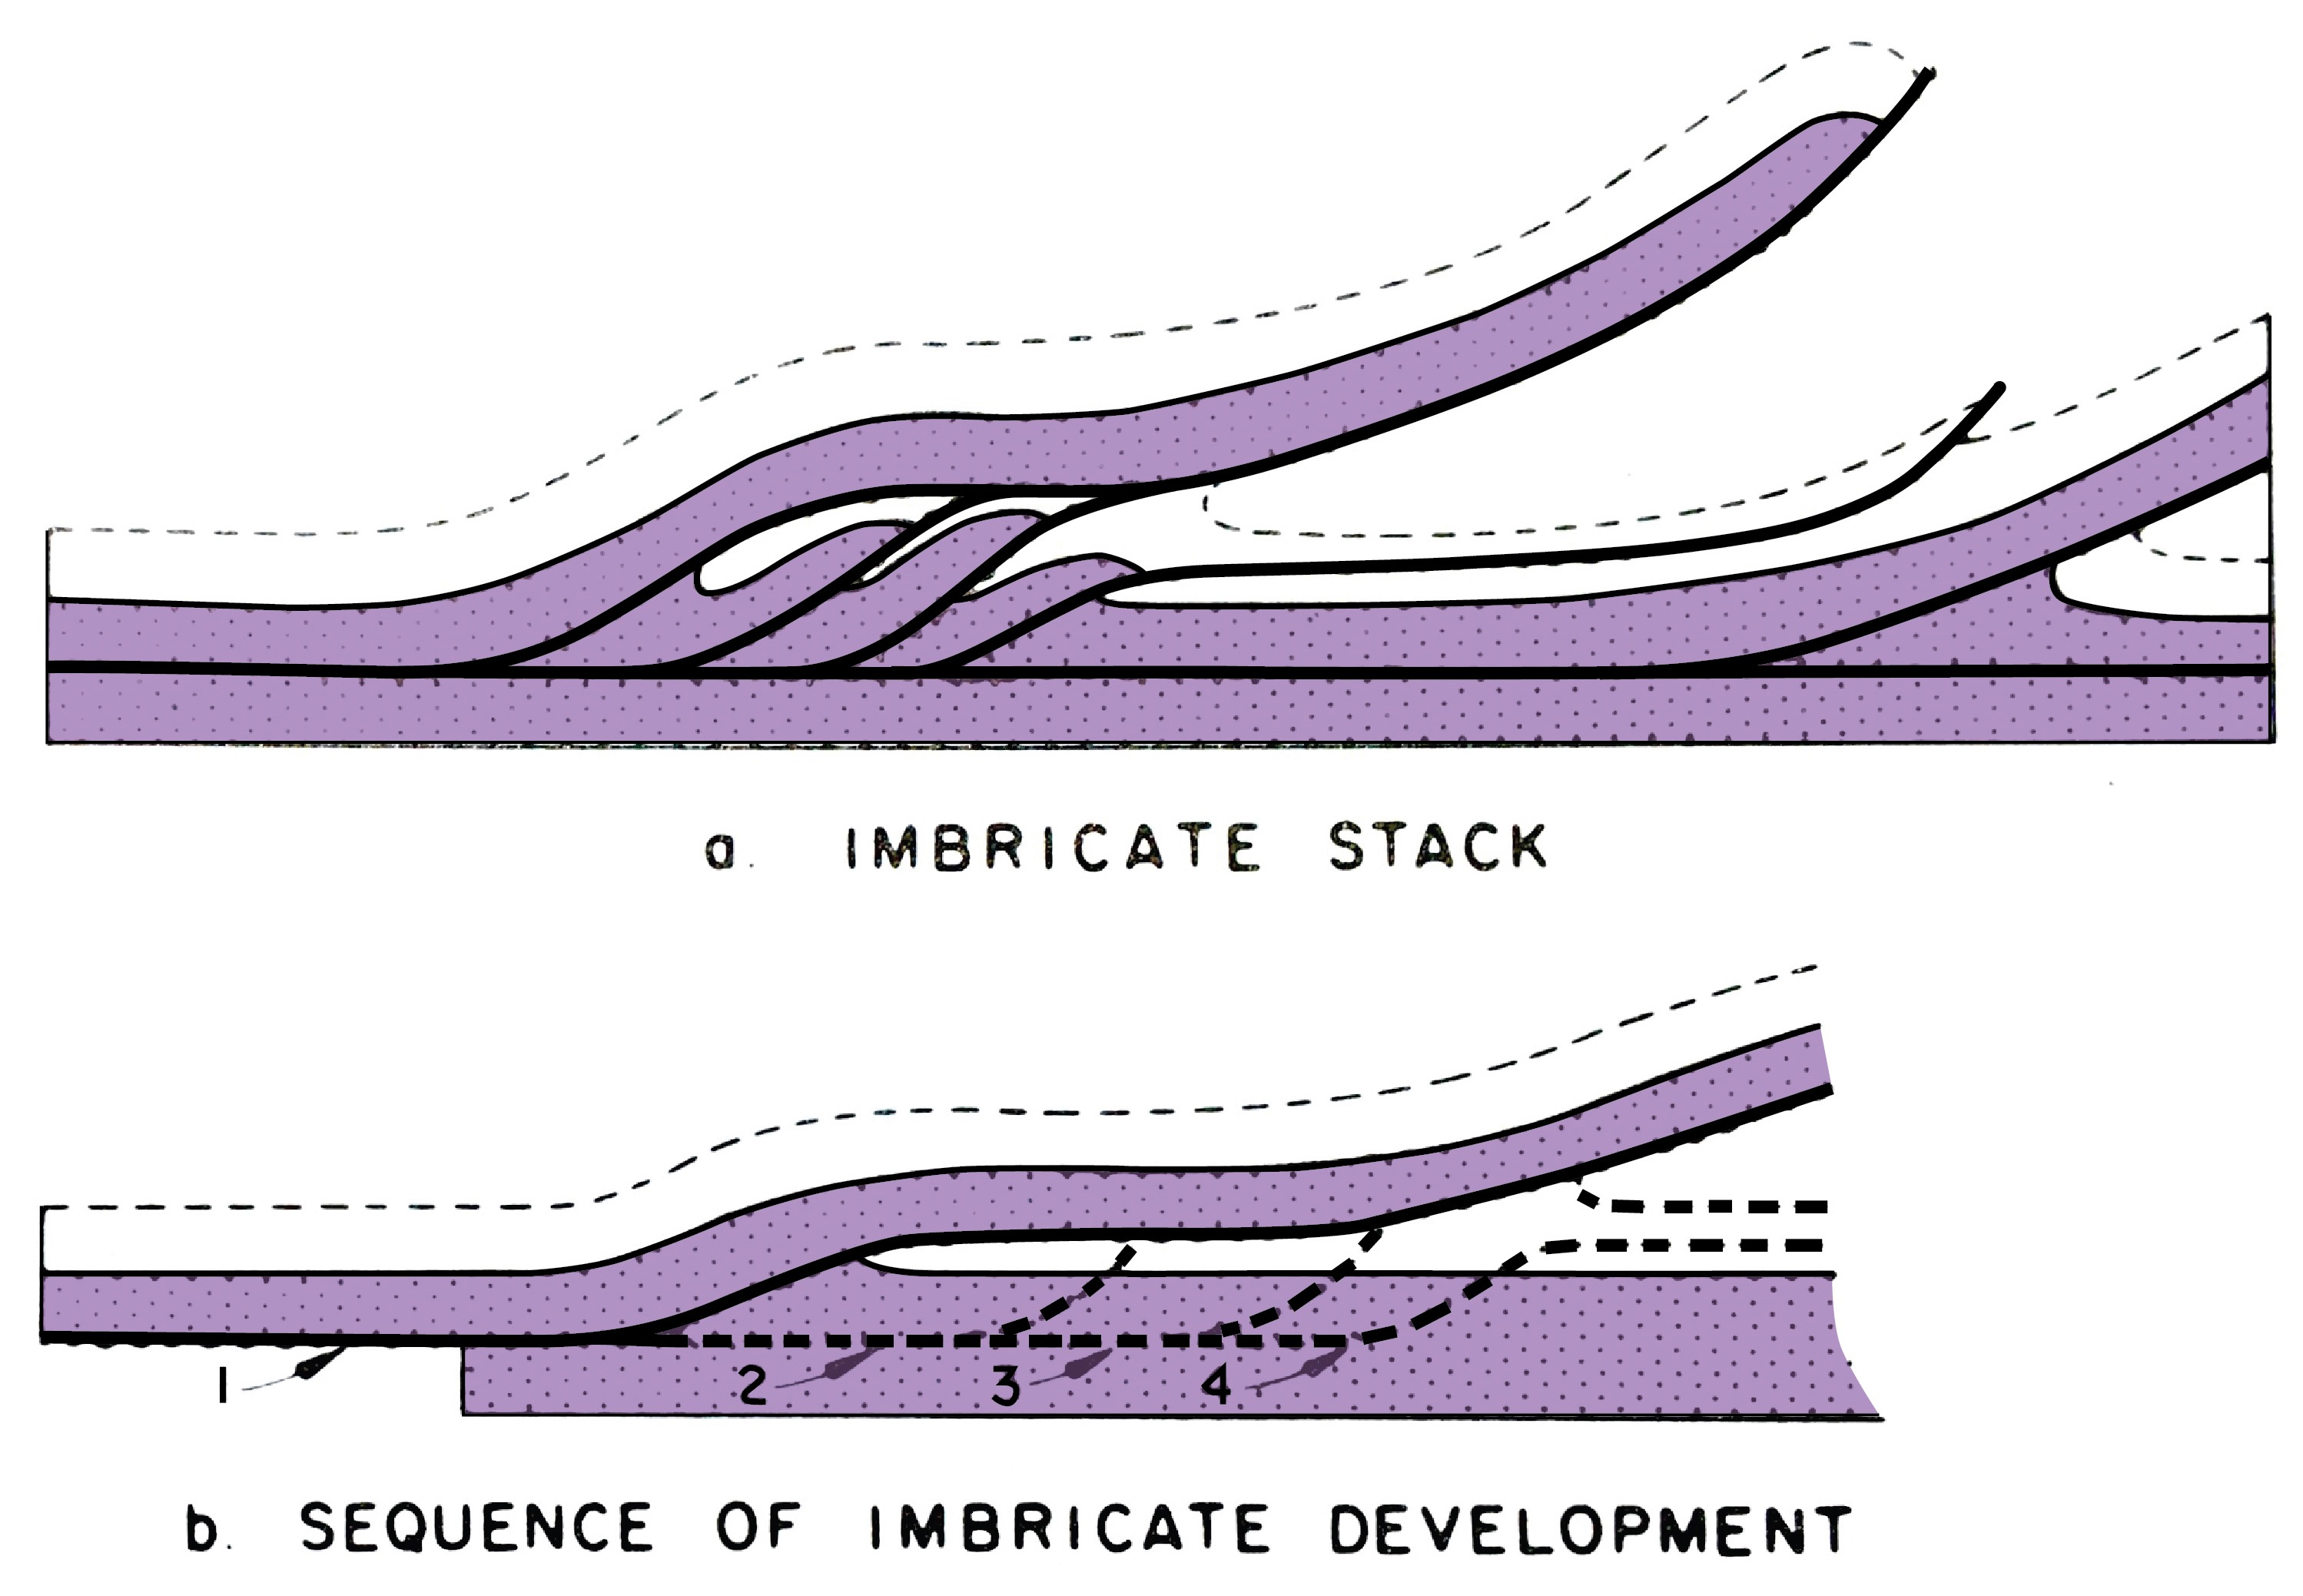 a. IMBRICATE STACK
1 2 3 4
b. SEQUENCE OF IMBRICATE DEVELOPMENT